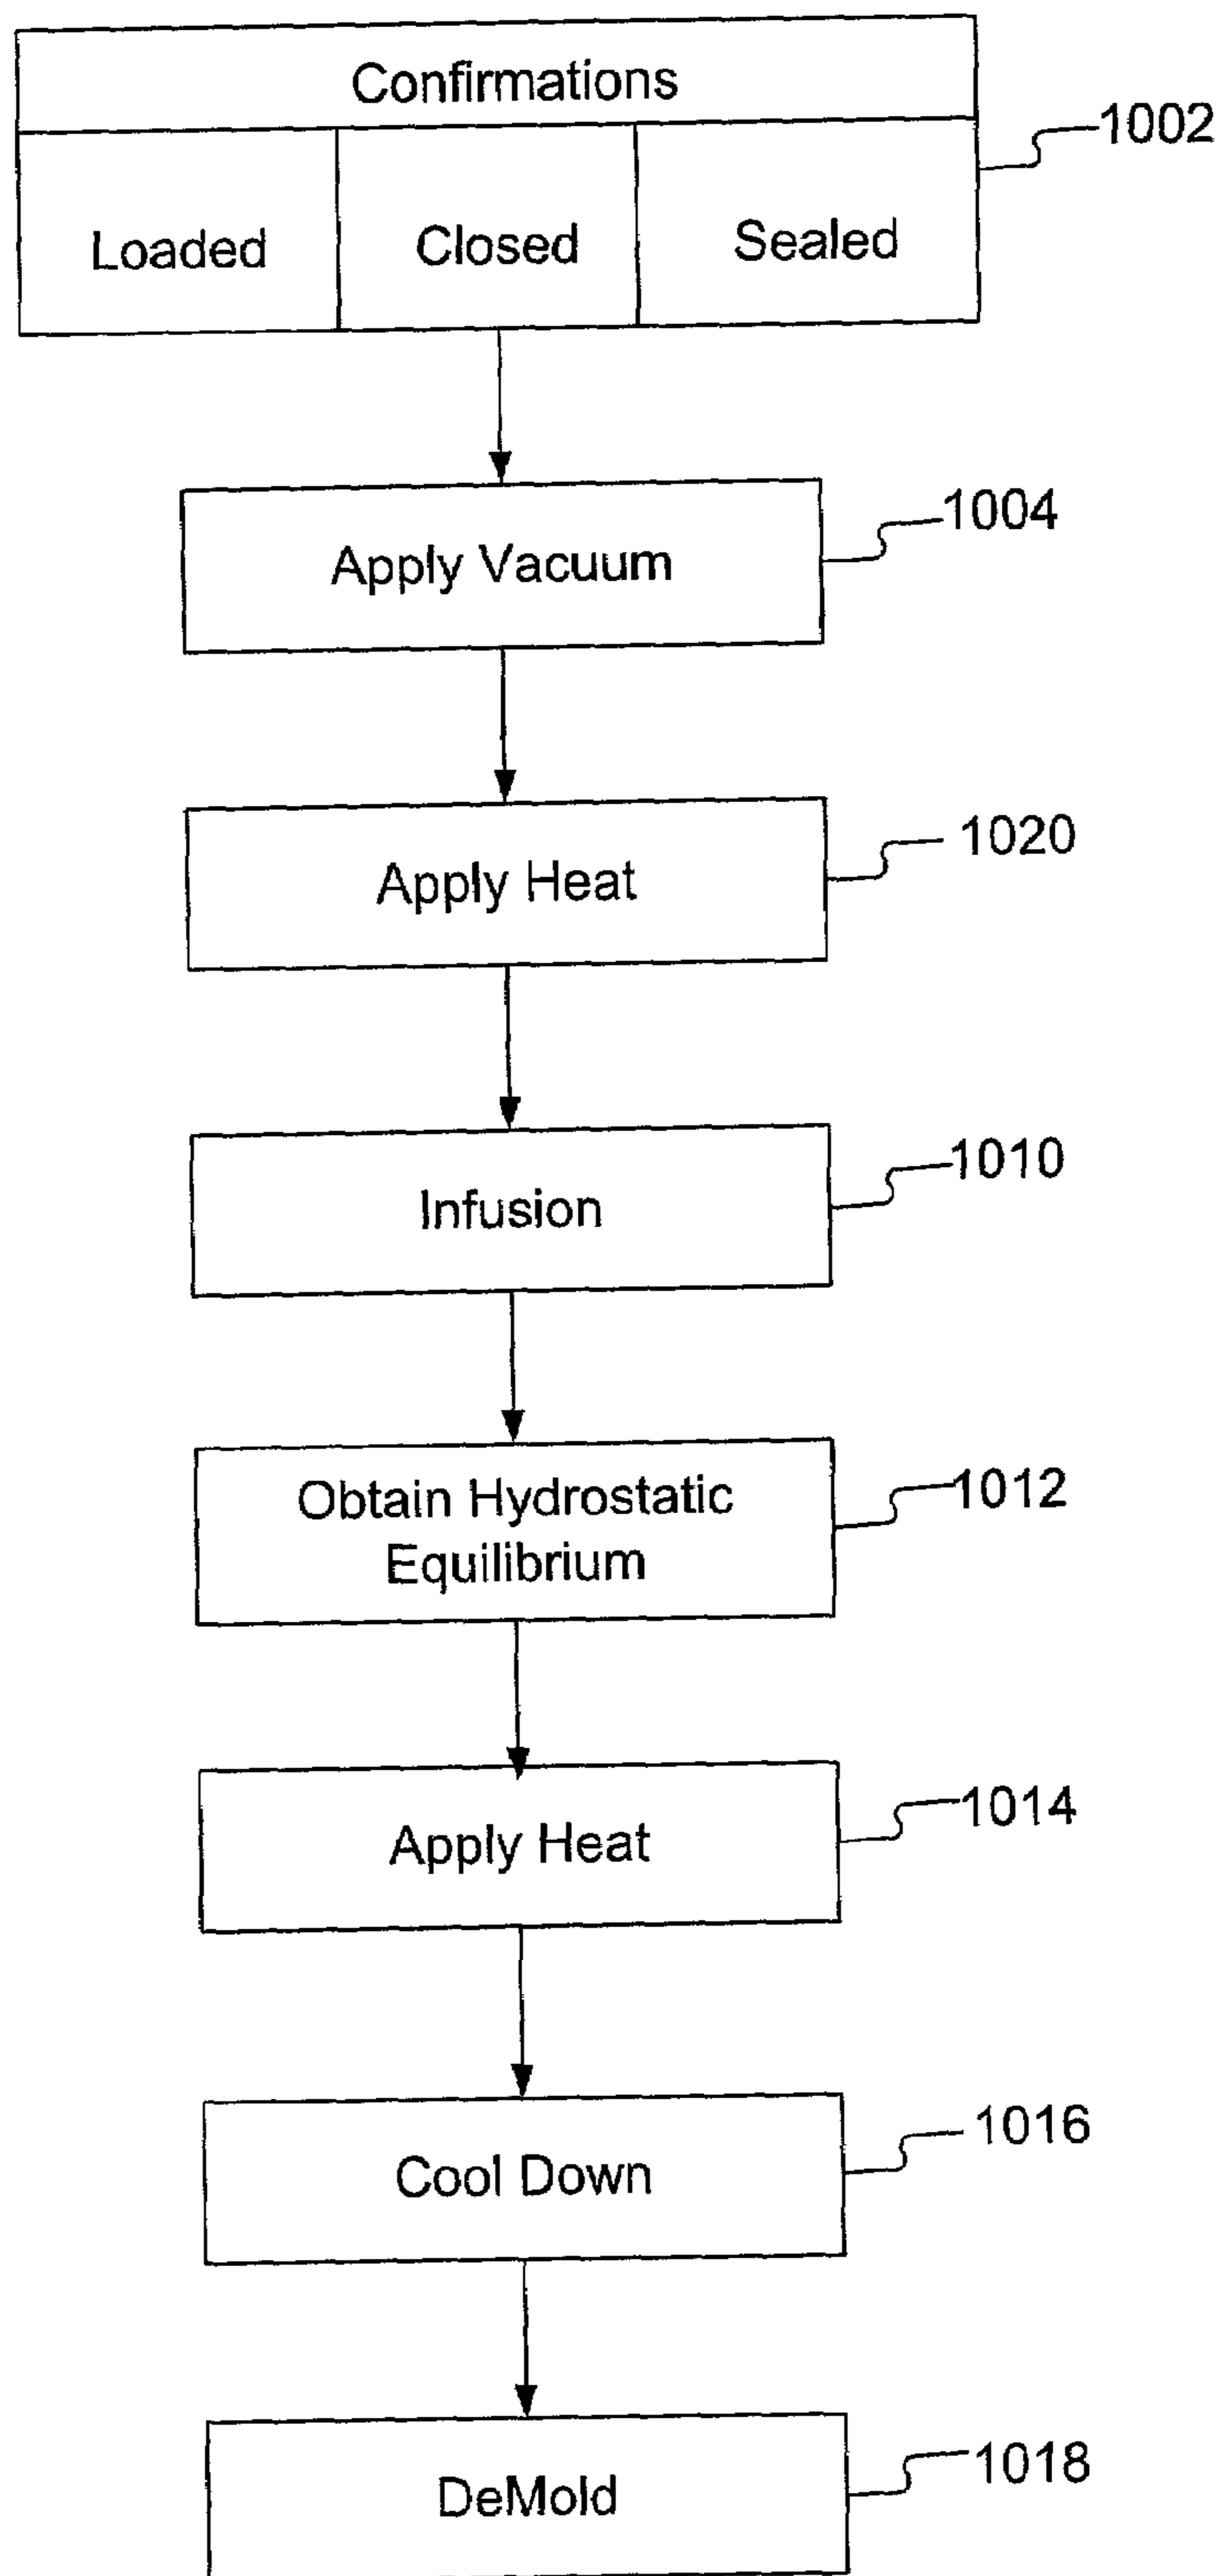 Confirmations
1002
Loaded
Closed
Sealed
Apply Vacuum
1004
Apply Heat
1020
Infusion
1010
Obtain Hydrostatic
Equilibrium
1012
Apply Heat
1014
Cool Down
1016
DeMold
1018